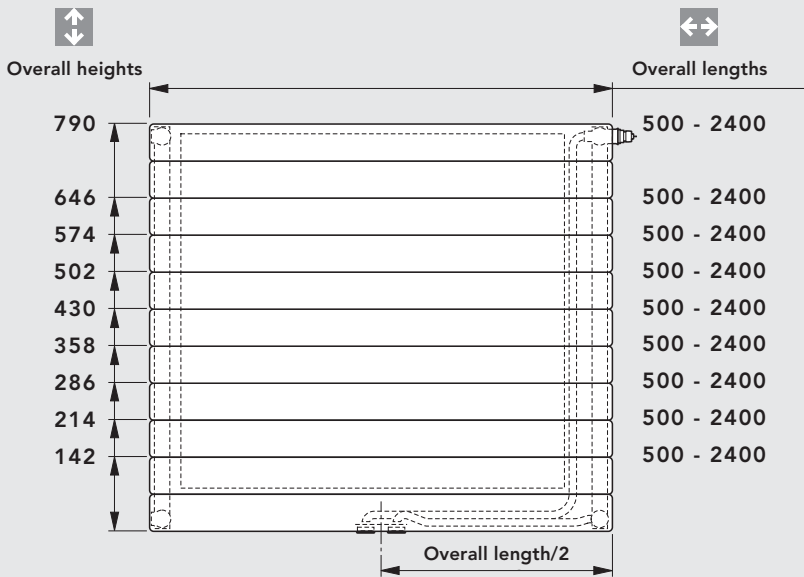 Overall heights
Overall lengths
790 500 - 2400
646 500 - 2400
574 500 - 2400
502 500 - 2400
430 500 - 2400
358 500 - 2400
286 500 - 2400
214 500 - 2400
142 500 - 2400
Overall length/2